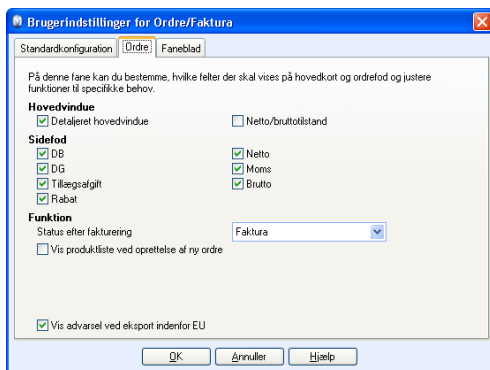 Brugerindstillinger for Ordre/Faktura
Standardkonfiguration Ordre Faneblad
På denne fane kan du bestemme, hvilke felter der skal vises på hovedkort og ordrefod og justere
funktioner til specifikke behov.
Hovedvindue
Detaljeret hovedvindue Netto/bruttotilstand
Sidefod
DB Netto
DG Moms
Tillægsafgift Brutto
Rabat
Funktion
Status efter fakturering Faktura
Vis produktliste ved oprettelse af ny ordre
Vis advarsel ved eksport indenfor EU
OK Annuller Hjælp